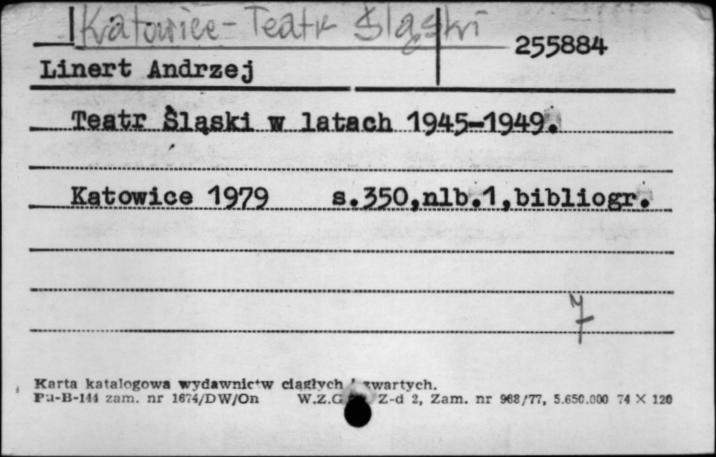 Katowice - Teatr Śląski
255884
Linert Andrzej
Teatr Śląski w latach 1945-1949.
Katowice 1979 s.350,nlb.1,bibliogr.
7
Karta katalogowa wydawnictw ciągłych i zwartych.
Pu-B-144 zam. nr 1674/DW/On W.Z.G. Z-d 2, Zam. nr 968/77, 5.650.000 74 × 120